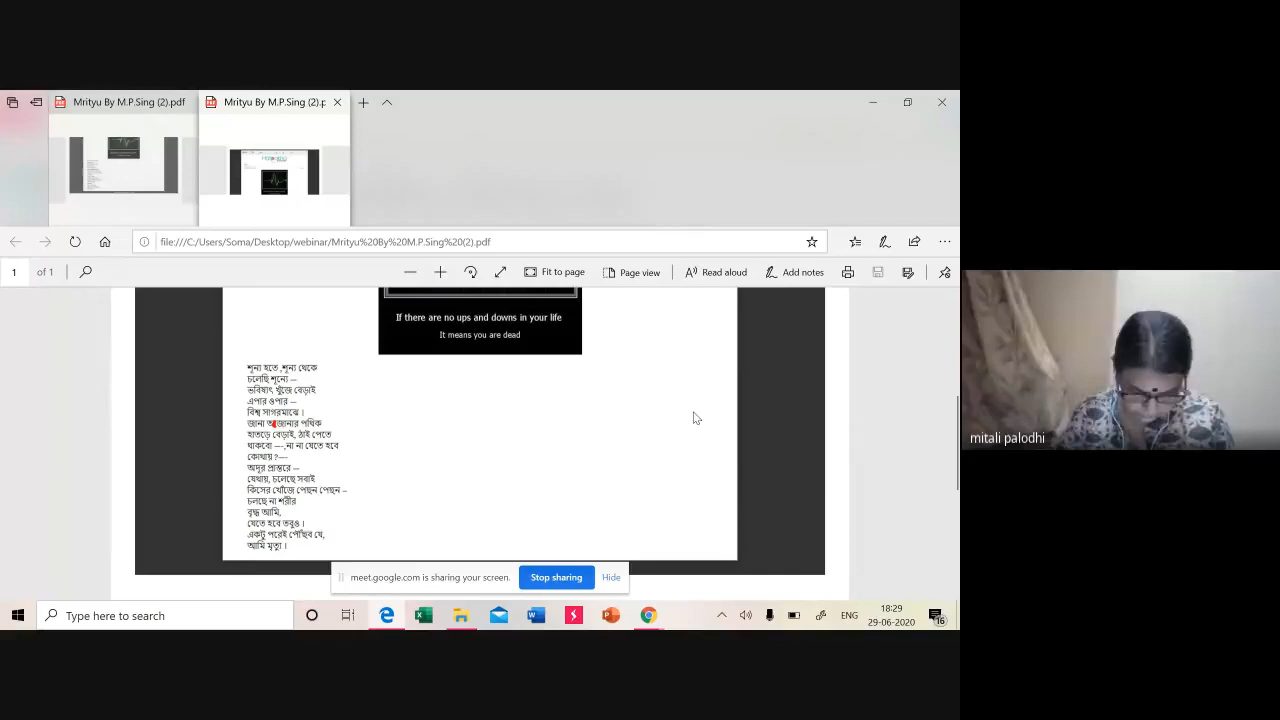 Mrityu By M.P.Sing (2).pdf
Mrityu By M.P.Sing (2).p
file:///C:/Users/Soma/Desktop/webinar/Mrityu%20By%20M.P.Sing%20(2).pdf
1 of 1
Fit to page
Page view
Read aloud
Add notes
If there are no ups and downs in your life
It means you are dead
শূন্য হতে ,শূন্য থেকে
চলেছি শূন্যে —
ভবিষ্যৎ খুঁজে বেড়াই
এপার ওপার —
বিশ্ব সাগরমাঝে ।
জানা অজানার পথিক
হাতড়ে বেড়াই, ঠাই পেতে
থাকবো —-,না না যেতে হবে
কোথায় ?—-
অদূর প্রান্তরে —
যেথায়, চলেছে সবাই
কিসের খোঁজে পেছন পেছন –
চলছে না শরীর
বৃদ্ধ আমি,
যেতে হবে তবুও ।
একটু পরেই পৌঁছব যে,
আমি মৃত্যু ।
mitali palodhi
meet.google.com is sharing your screen.
Stop sharing
Hide
Type here to search
ENG
18:29
29-06-2020
16